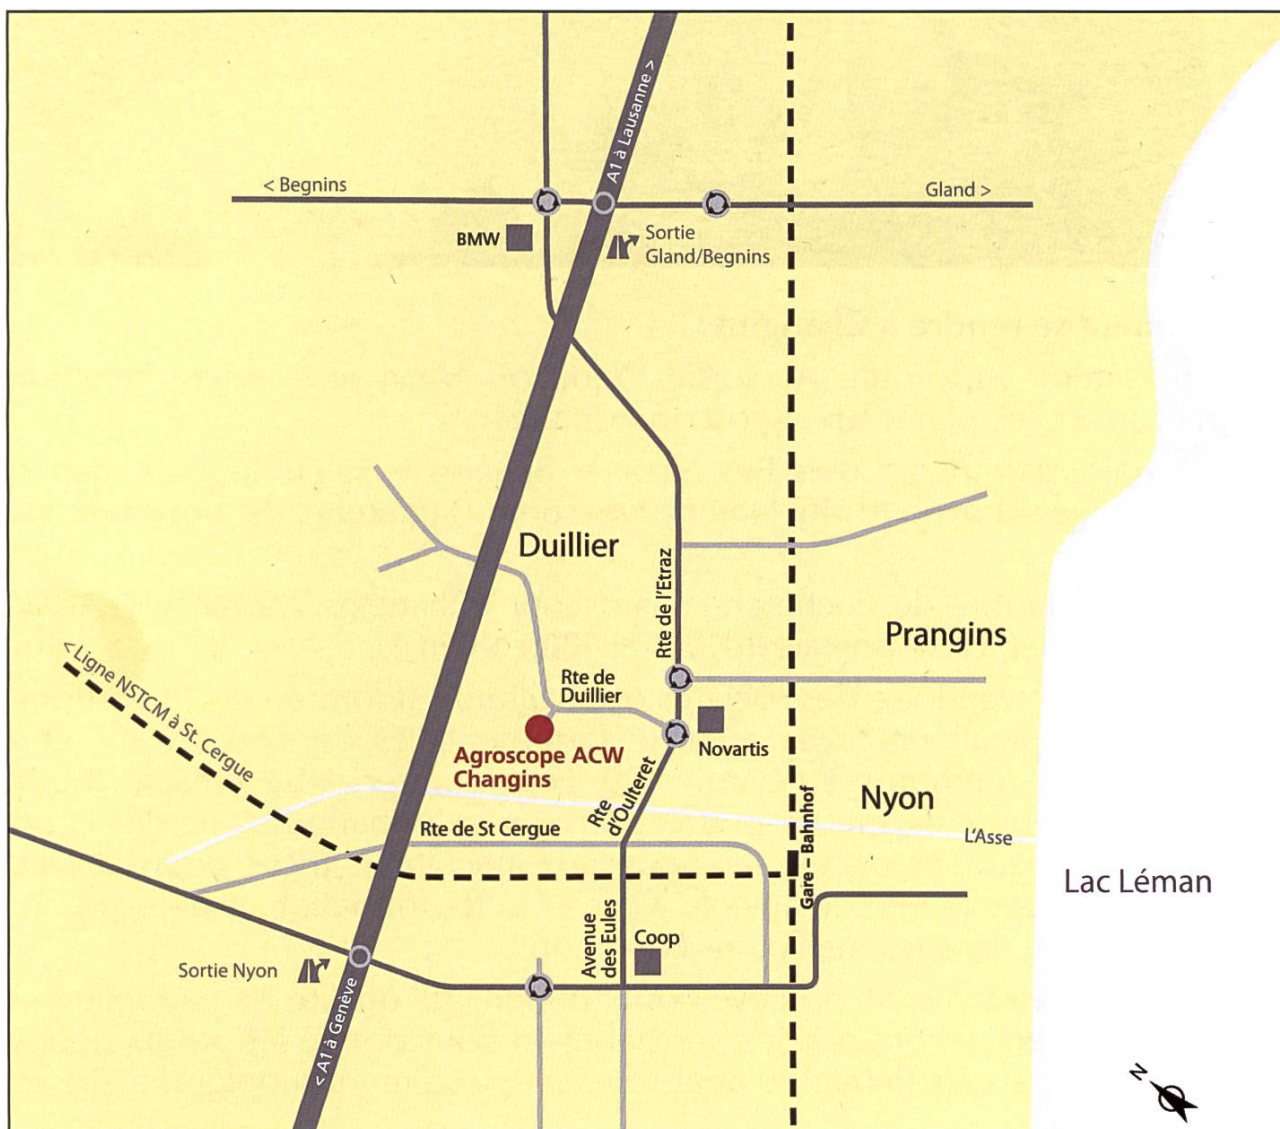 A1 à Lausanne >
< Begnins
Gland >
BMW
Sortie
Gland/Begnins
Duillier
Rte de l'Etraz
Prangins
< Ligne NSTCM à St. Cergue
Rte de
Duillier
Novartis
Agroscope ACW
Changins
Rte
d'Oulteret
Nyon
Gare – Bahnhof
Rte de St Cergue
L'Asse
Lac Léman
Avenue
des Eules
Coop
Sortie Nyon
< A1 à Genève
N